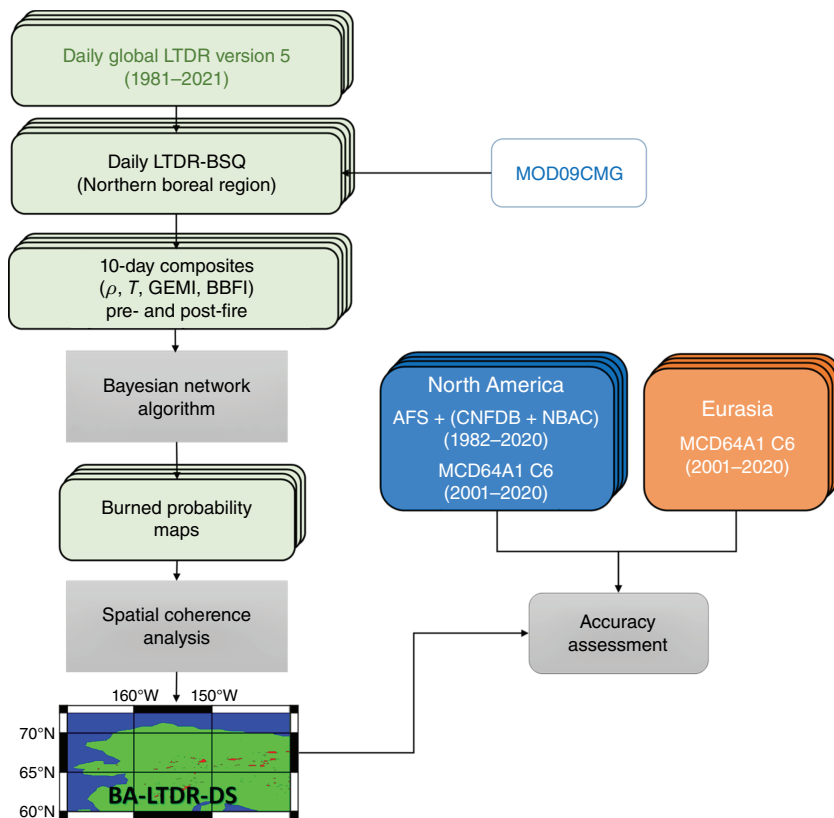 Daily global LTDR version 5
(1981–2021)
Daily LTDR-BSQ
(Northern boreal region)
MOD09CMG
10-day composites
(ρ, T, GEMI, BBFI)
pre- and post-fire
Bayesian network
algorithm
North America
AFS + (CNFDB + NBAC)
(1982–2020)
MCD64A1 C6
(2001–2020)
Eurasia
MCD64A1 C6
(2001–2020)
Burned probability
maps
Spatial coherence
analysis
Accuracy
assessment
160°W 150°W
70°N
65°N
60°N
BA-LTDR-DS